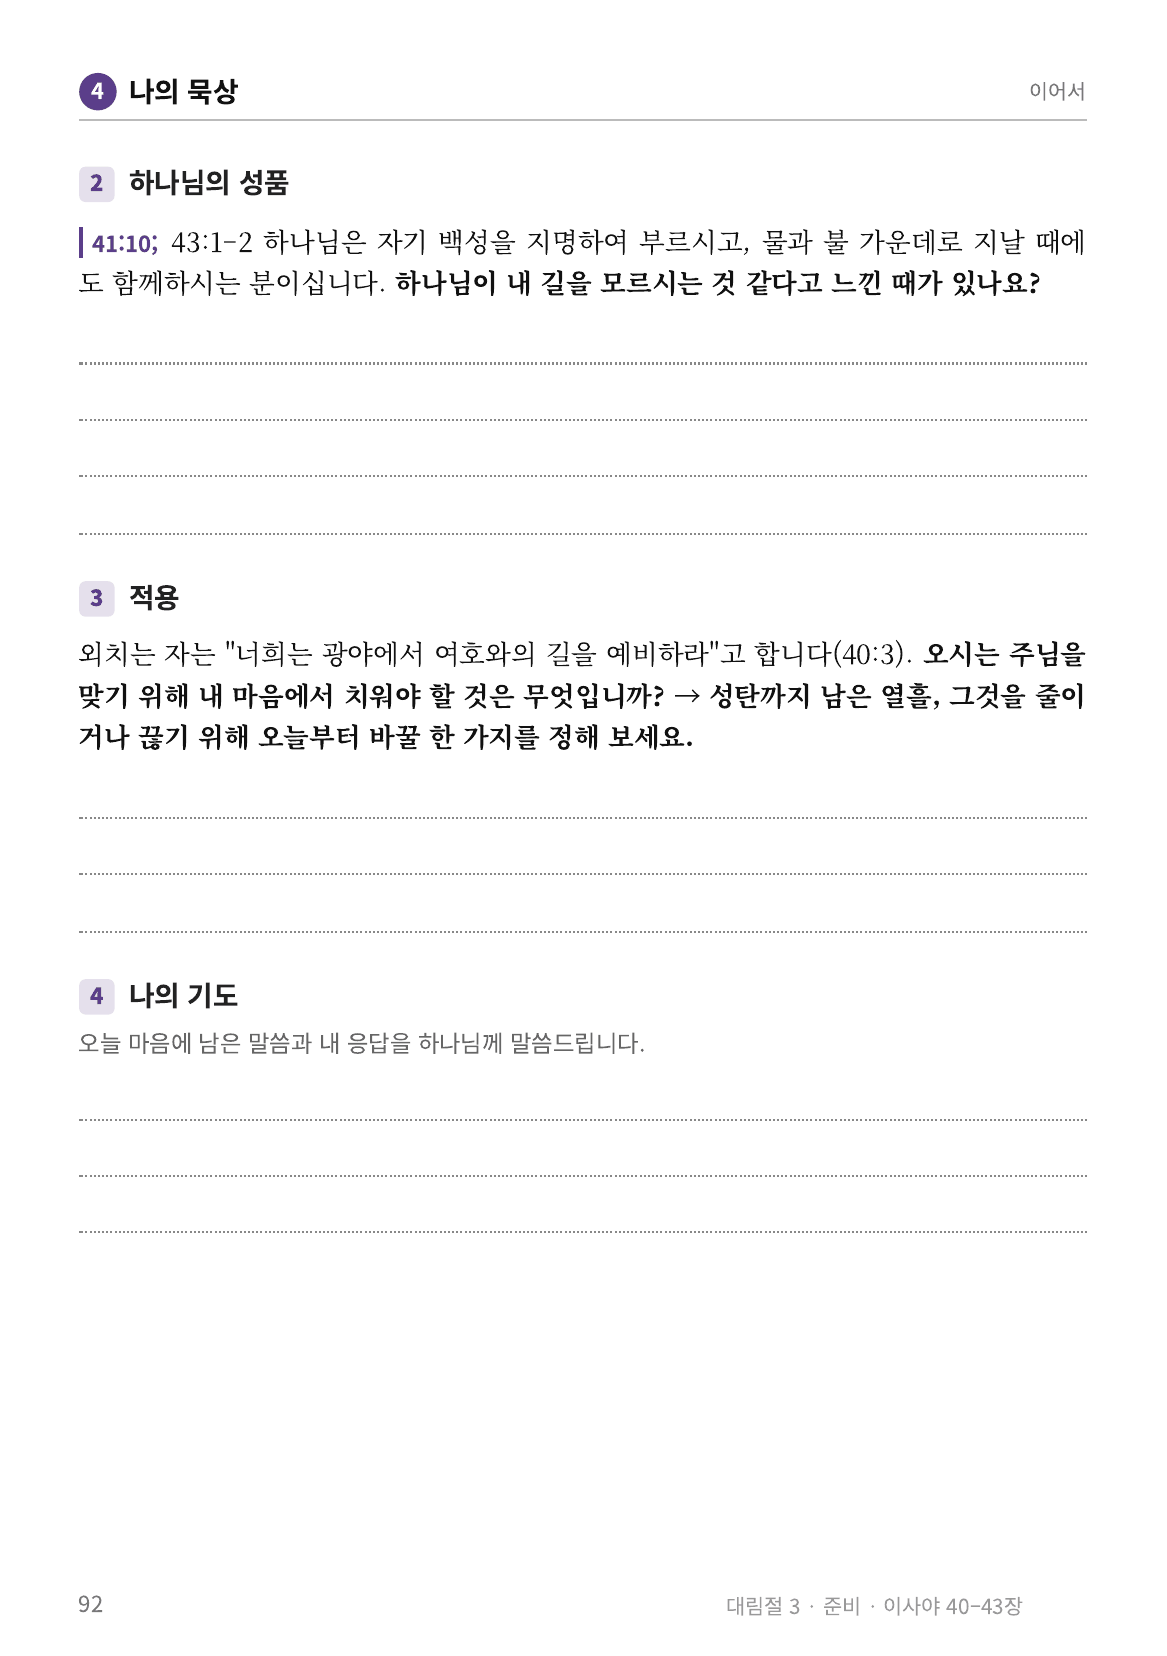 4 나의 묵상
이어서
2 하나님의 성품
41:10; 43:1–2 하나님은 자기 백성을 지명하여 부르시고, 물과 불 가운데로 지날 때에
도 함께하시는 분이십니다. 하나님이 내 길을 모르시는 것 같다고 느낀 때가 있나요?
3 적용
외치는 자는 "너희는 광야에서 여호와의 길을 예비하라"고 합니다(40:3). 오시는 주님을
맞기 위해 내 마음에서 치워야 할 것은 무엇입니까? → 성탄까지 남은 열흘, 그것을 줄이
거나 끊기 위해 오늘부터 바꿀 한 가지를 정해 보세요.
4 나의 기도
오늘 마음에 남은 말씀과 내 응답을 하나님께 말씀드립니다.
92
대림절 3 · 준비 · 이사야 40–43장